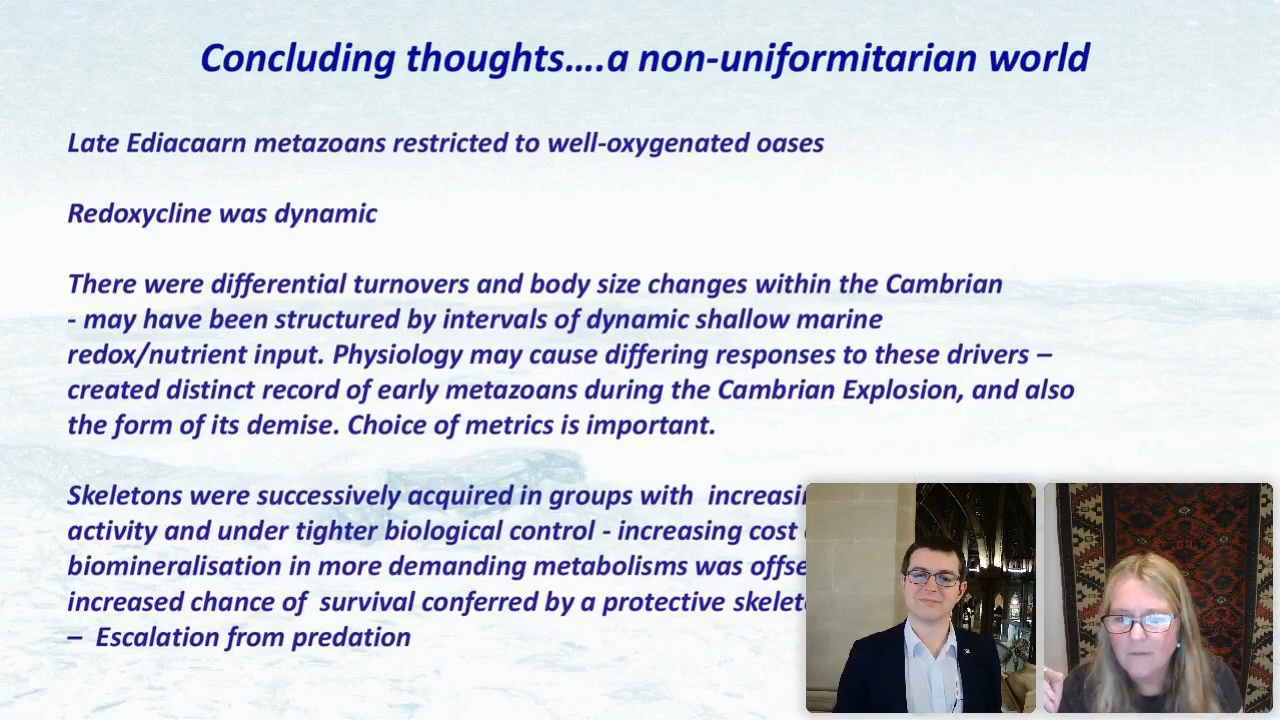 Concluding thoughts….a non-uniformitarian world
Late Ediacaarn metazoans restricted to well-oxygenated oases
Redoxycline was dynamic
There were differential turnovers and body size changes within the Cambrian
- may have been structured by intervals of dynamic shallow marine
redox/nutrient input. Physiology may cause differing responses to these drivers –
created distinct record of early metazoans during the Cambrian Explosion, and also
the form of its demise. Choice of metrics is important.
Skeletons were successively acquired in groups with
activity and under tighter biological control - increasing cost
biomineralisation in more demanding metabolisms was
increased chance of survival conferred by a protective
– Escalation from predation